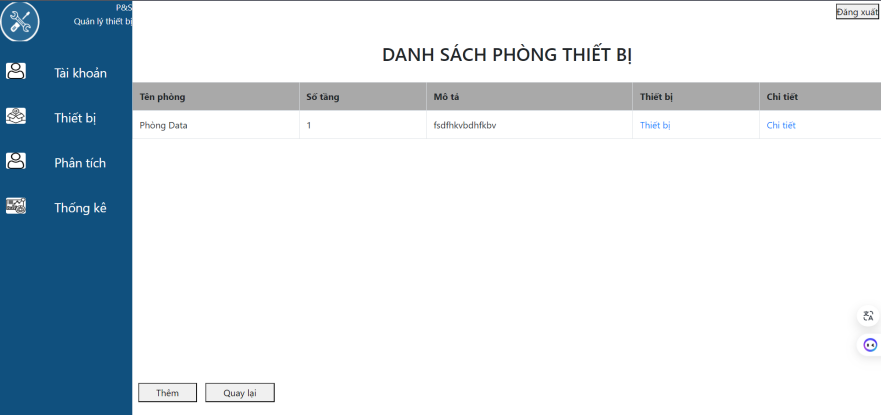 P&S
Quản lý thiết bị
Đăng xuất
Tài khoản
Thiết bị
Phân tích
Thống kê
DANH SÁCH PHÒNG THIẾT BỊ
Tên phòng Số tầng Mô tả Thiết bị Chi tiết
Phòng Data 1 fsdfhkvbdhfkbv Thiết bị Chi tiết
Thêm Quay lại